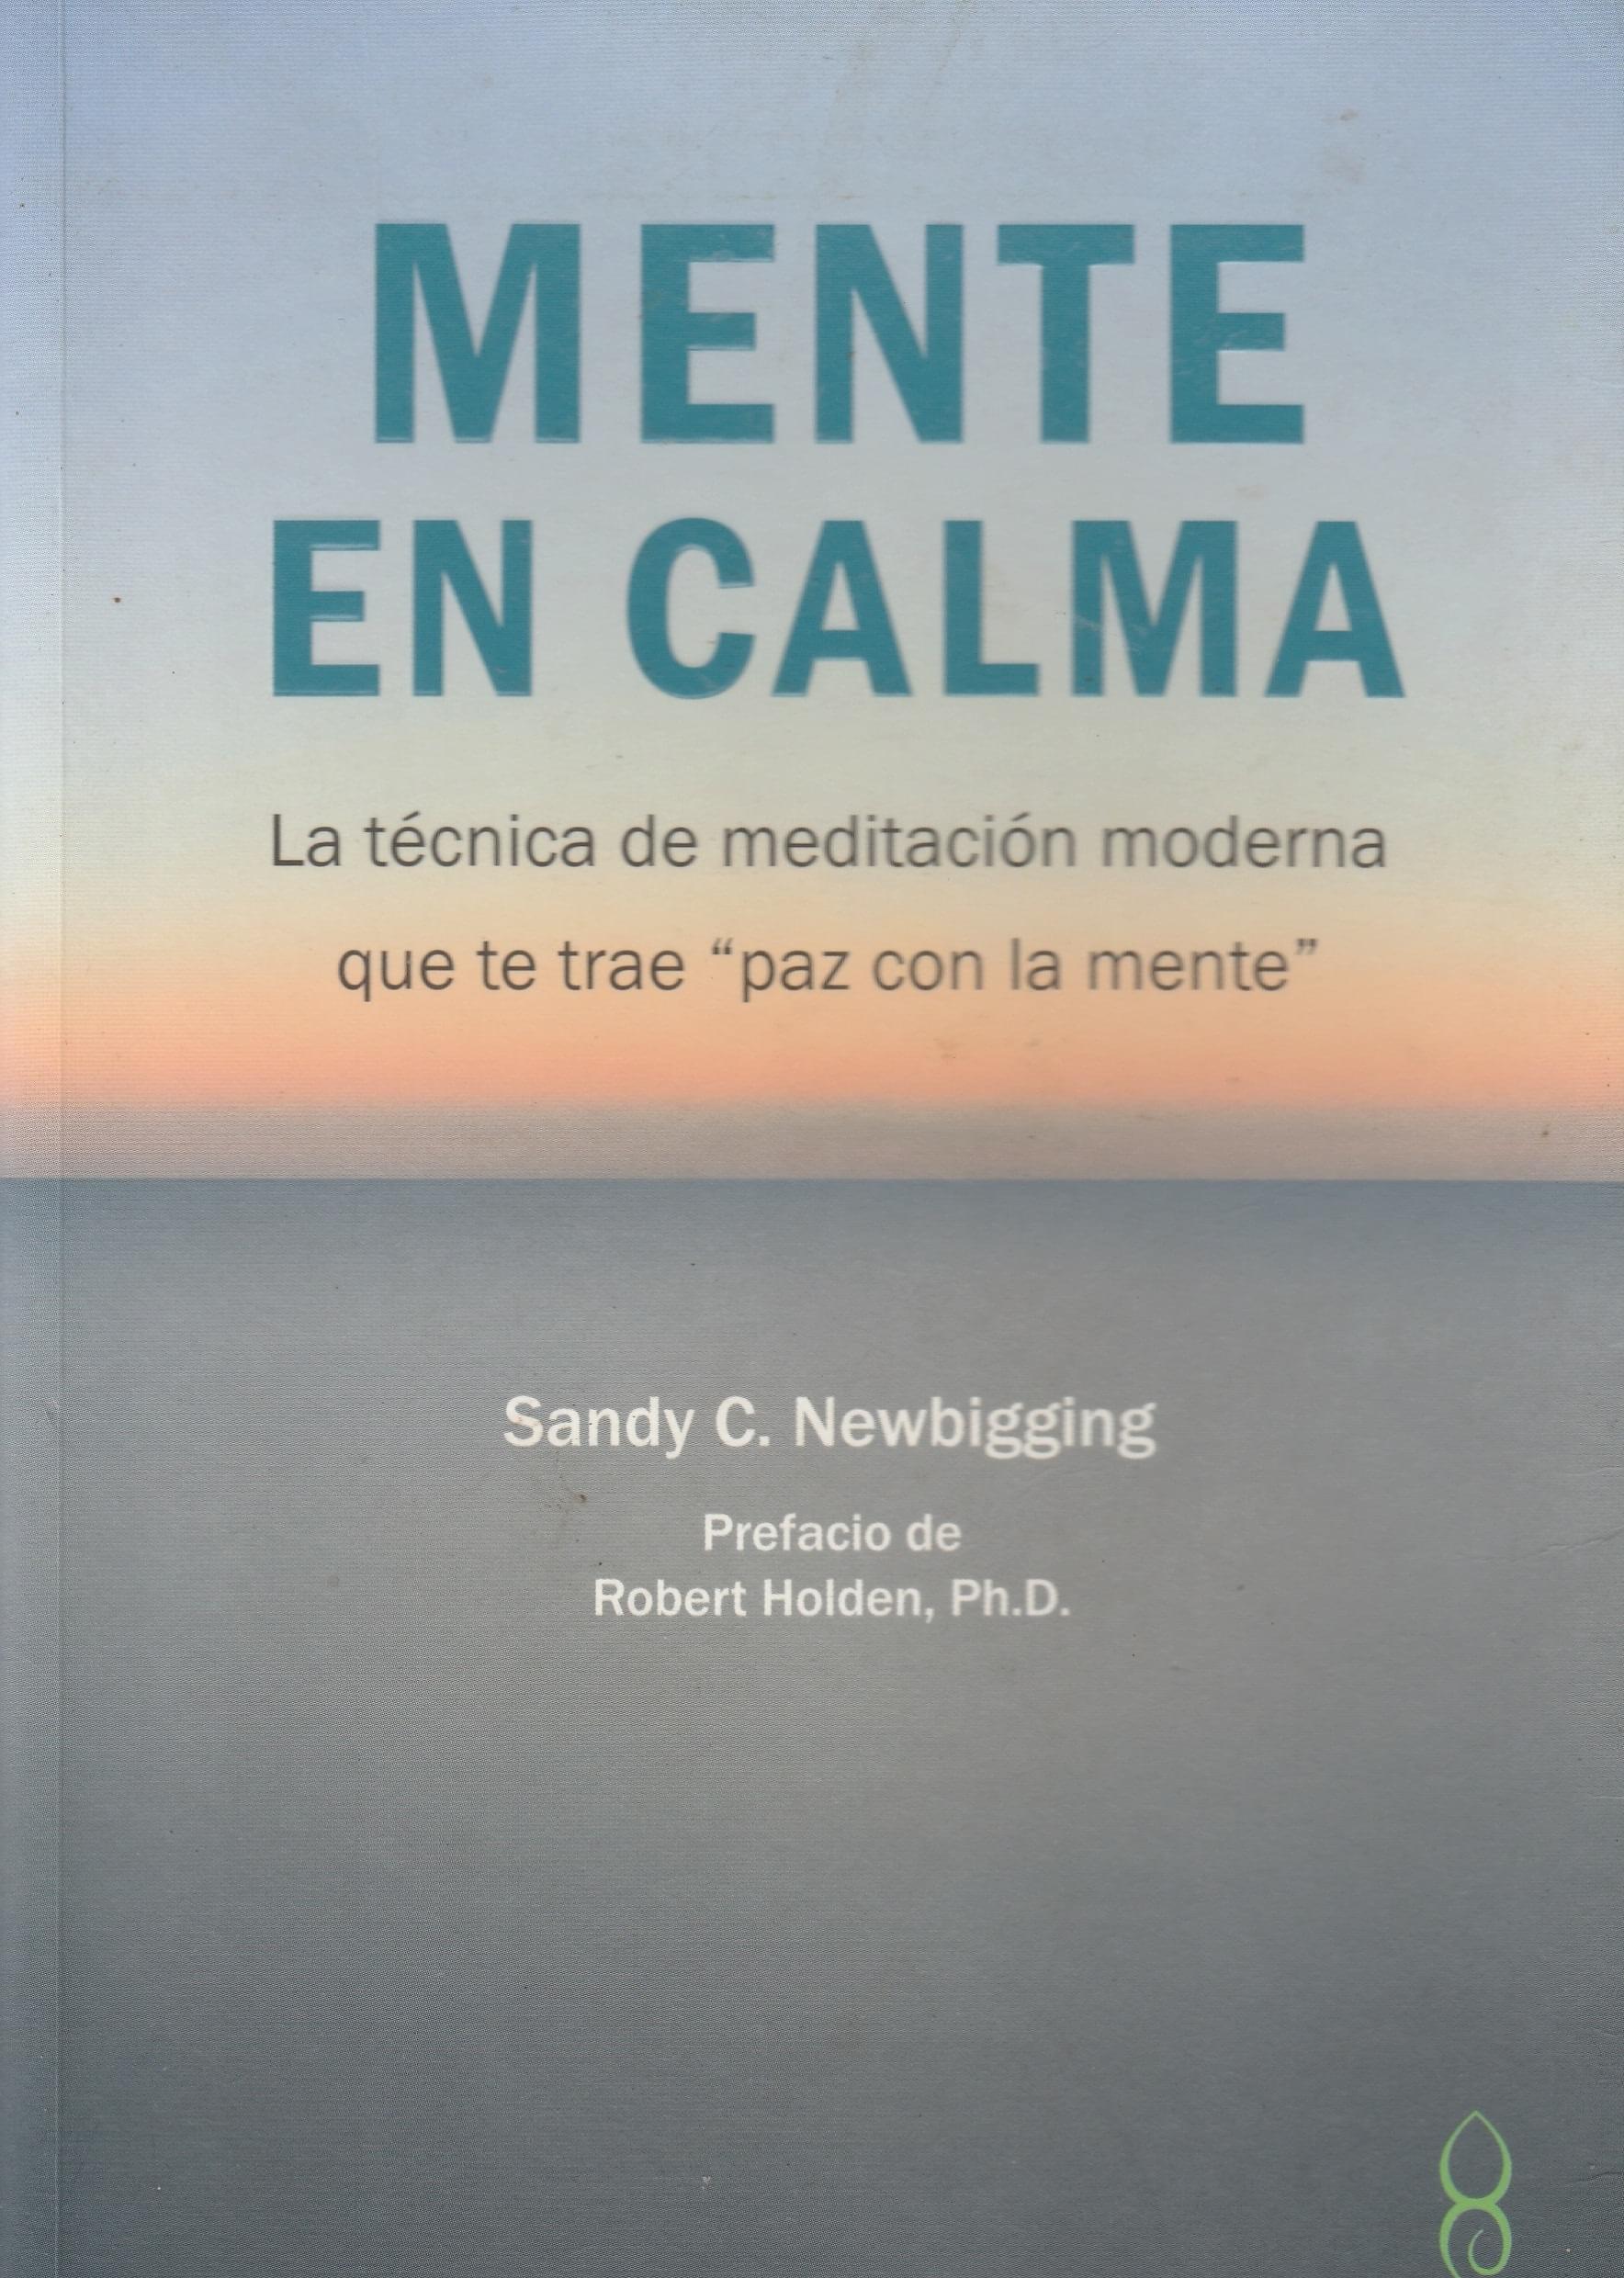 MENTE
EN CALMA
La técnica de meditación moderna
que te trae “paz con la mente”
Sandy C. Newbigging
Prefacio de
Robert Holden, Ph.D.